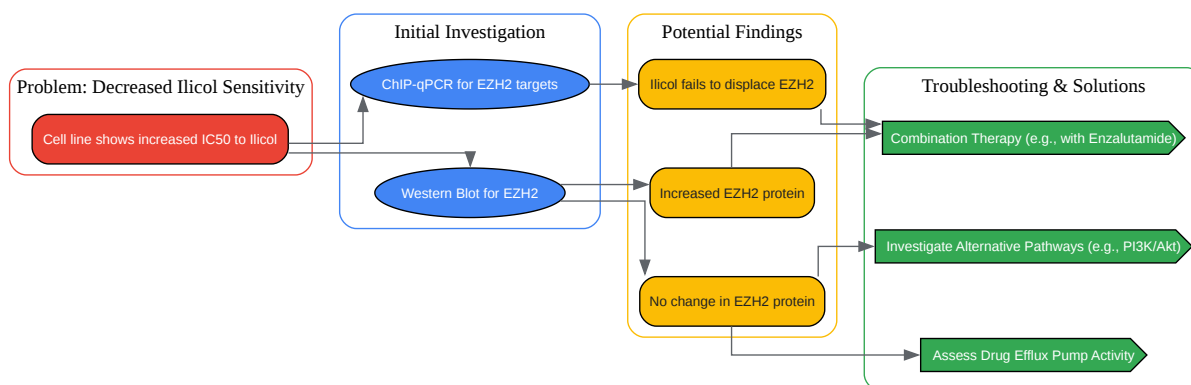 Problem: Decreased Ilicol Sensitivity
Cell line shows increased IC50 to Ilicol
Initial Investigation
ChIP-qPCR for EZH2 targets
Western Blot for EZH2
Potential Findings
Ilicol fails to displace EZH2
Increased EZH2 protein
No change in EZH2 protein
Troubleshooting & Solutions
Combination Therapy (e.g., with Enzalutamide)
Investigate Alternative Pathways (e.g., PI3K/Akt)
Assess Drug Efflux Pump Activity